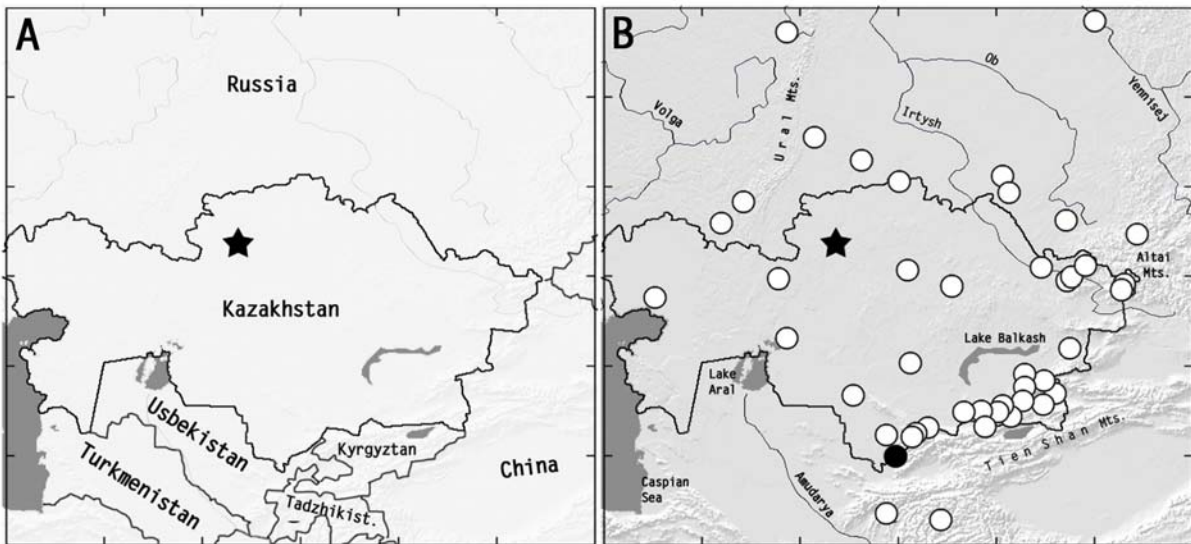 A
Russia
Kazakhstan
Usbekistan
Turkmenistan
Kyrgyztan
Tadzhikist.
China
B
Ob
Yennisej
Volga
Ural Mts.
Irtysh
Altai
Mts.
Lake Balkash
Lake
Aral
Tien Shan Mts.
Caspian
Sea
Amudarya